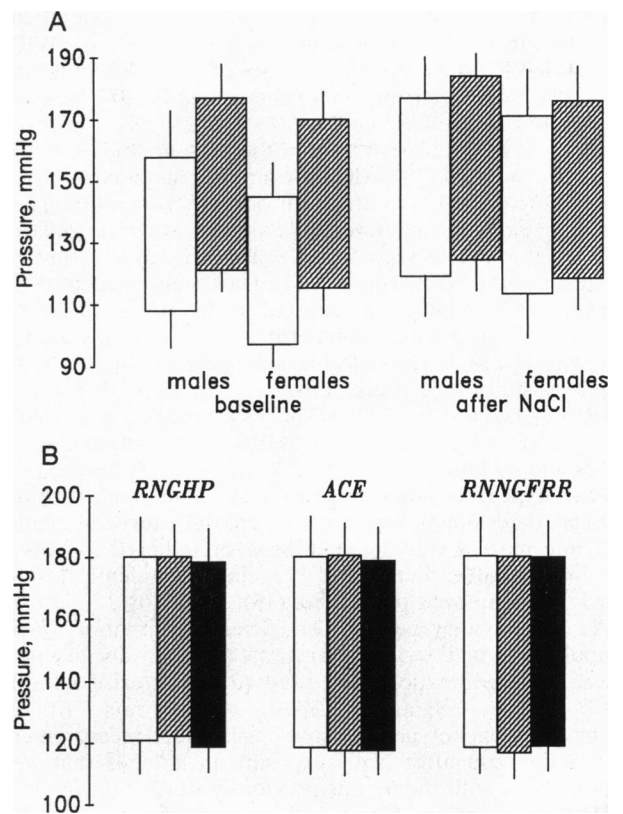 A
Pressure, mmHg
190
170
150
130
110
90
males females males females
baseline after NaCl
B
RNGHP ACE RNNGFRR
Pressure, mmHg
200
180
160
140
120
100